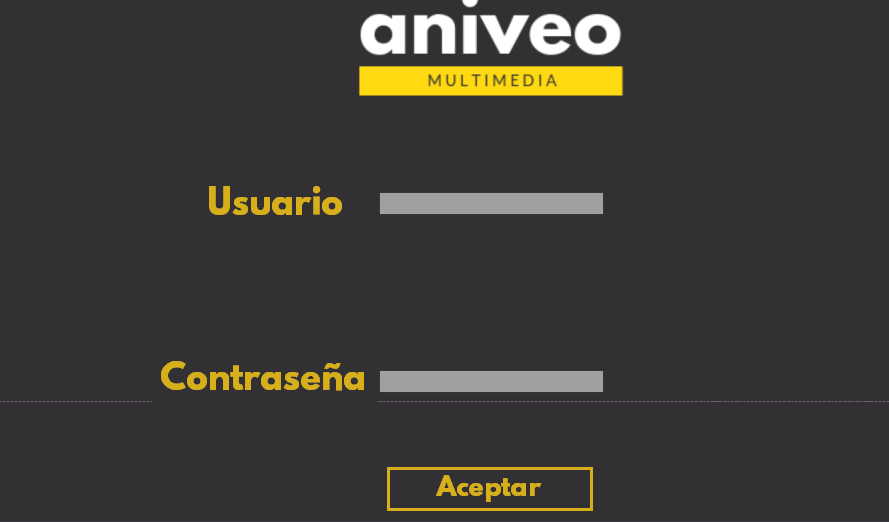 aniveo
MULTIMEDIA
Usuario
Contraseña
Aceptar